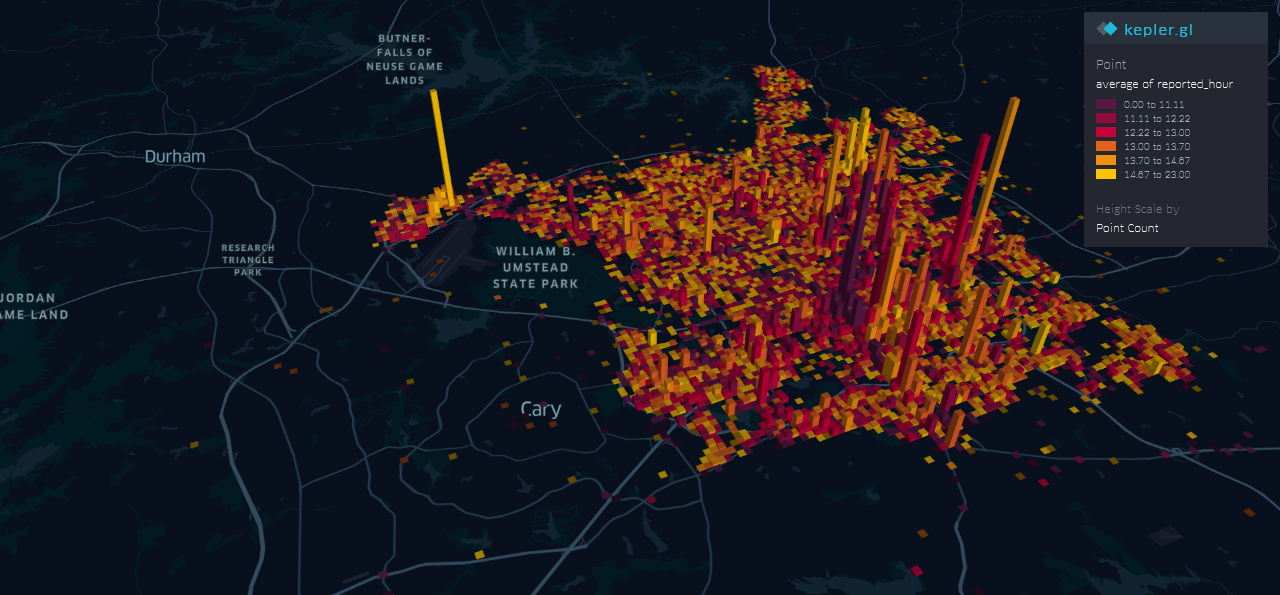 BUTNER-
FALLS OF
NEUSE GAME
LANDS
Durham
RESEARCH
TRIANGLE
PARK
WILLIAM B.
UMSTEAD
STATE PARK
JORDAN
AME LAND
Cary
kepler.gl
Point
average of reported_hour
0.00 to 11.11
11.11 to 12.22
12.22 to 13.00
13.00 to 13.70
13.70 to 14.67
14.67 to 23.00
Height Scale by
Point Count